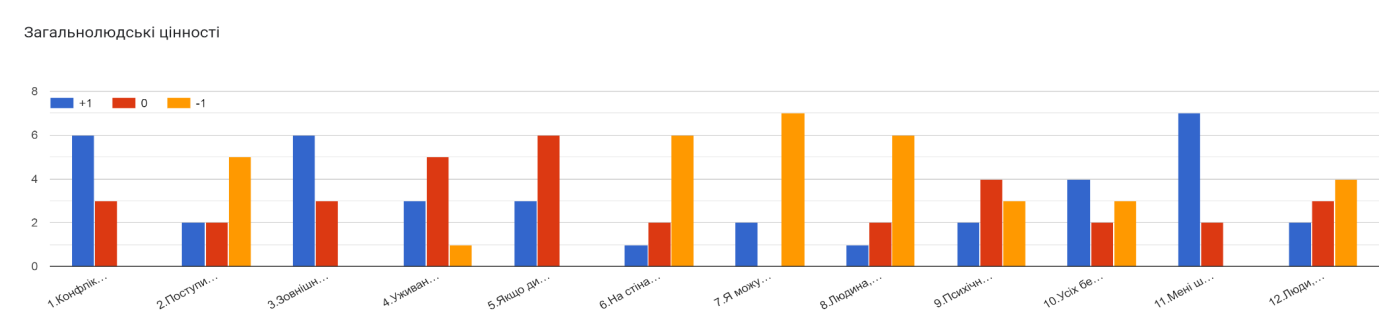 Загальнолюдські цінності
8
+1 0 -1
6
4
2
0
1.Конфлік...
2.Поступи...
3.Зовнішн...
4.Уживан...
5.Якщо ди...
6.На стіна...
7.Я можу...
8.Людина,...
9.Психічн...
10.Усіх бе...
11.Мені ш...
12.Люди,...